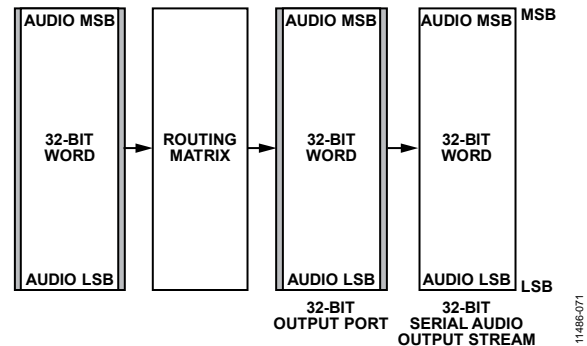 AUDIO MSB
32-BIT
WORD
AUDIO LSB
ROUTING
MATRIX
AUDIO MSB
32-BIT
WORD
AUDIO LSB
32-BIT
OUTPUT PORT
AUDIO MSB
32-BIT
WORD
AUDIO LSB
32-BIT
SERIAL AUDIO
OUTPUT STREAM
MSB
LSB
11486-071